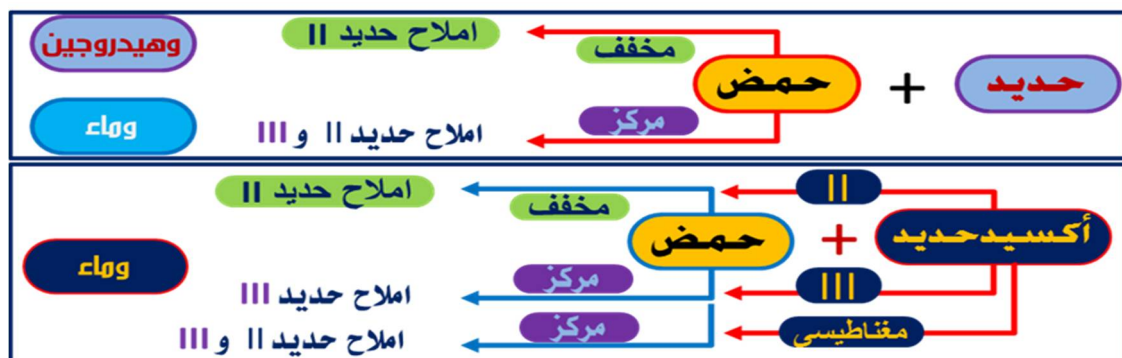 املاح حديد II
وهيدروجين
مخفف
حديد + حمض
مركز
املاح حديد II و III
وماء
II
املاح حديد II
مخفف
أكسيدحديد + حمض
وماء
مركز
III
املاح حديد III
مركز
مغناطيسي
املاح حديد II و III